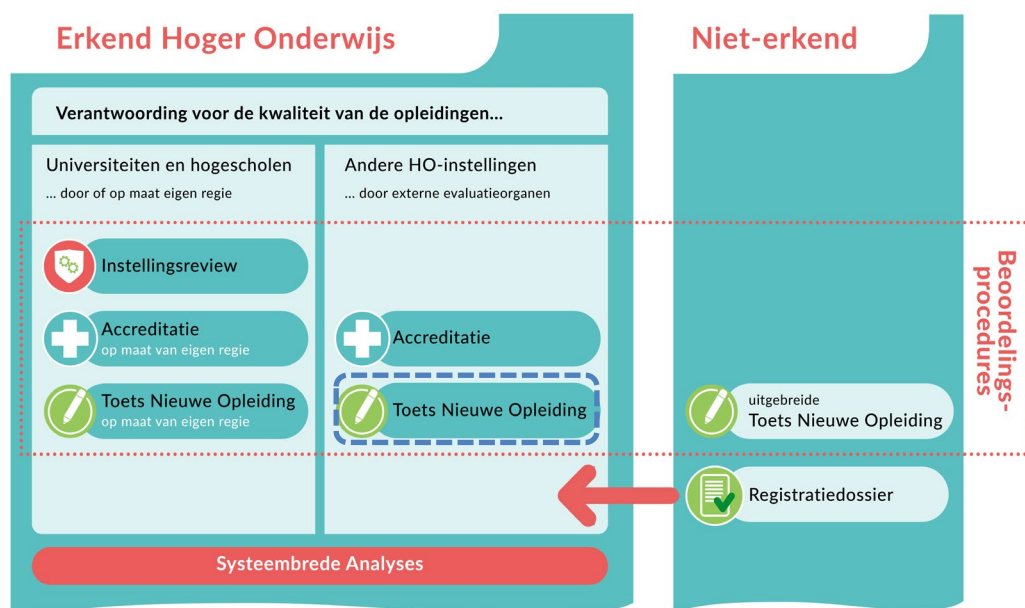 Erkend Hoger Onderwijs
Niet-erkend
Verantwoording voor de kwaliteit van de opleidingen...
Universiteiten en hogescholen
... door of op maat eigen regie
Andere HO-instellingen
... door externe evaluatieorganen
Instellingsreview
Accreditatie
op maat van eigen regie
Accreditatie
Toets Nieuwe Opleiding
op maat van eigen regie
Toets Nieuwe Opleiding
uitgebreide
Toets Nieuwe Opleiding
Beoordelings-
procedures
Registratiedossier
Systeembrede Analyses